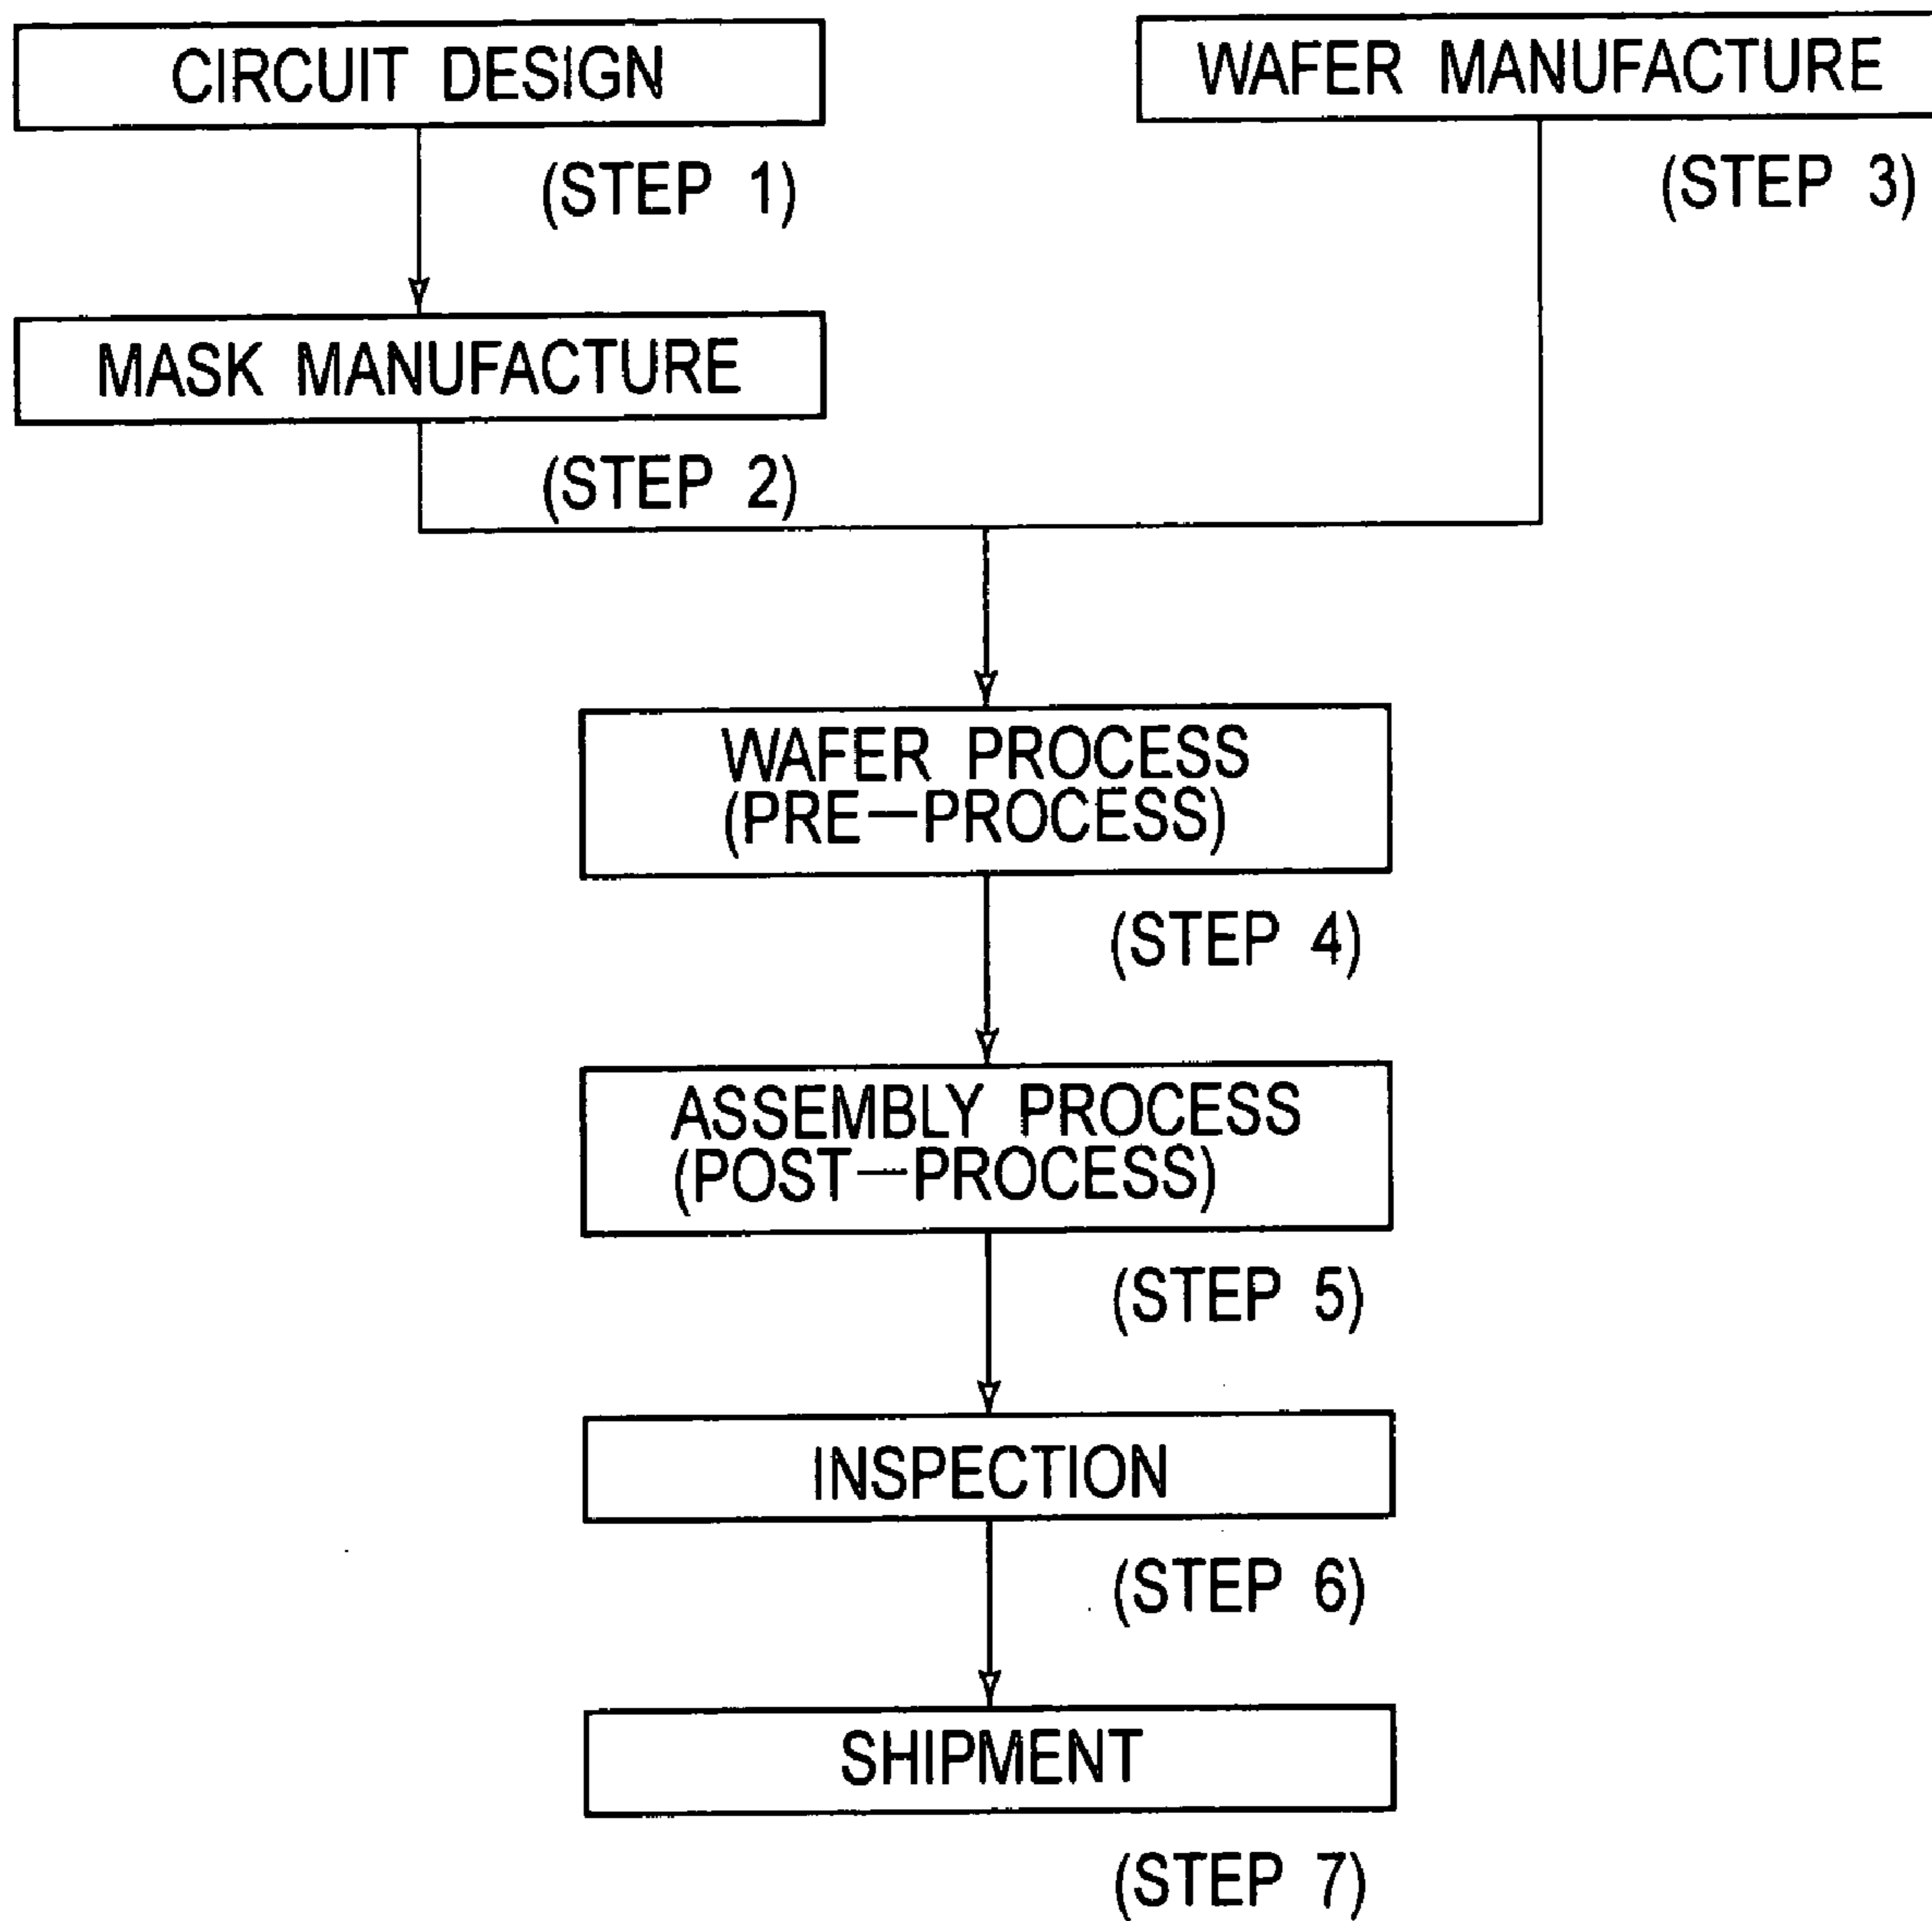 CIRCUIT DESIGN
(STEP 1)
MASK MANUFACTURE
(STEP 2)
WAFER MANUFACTURE
(STEP 3)
WAFER PROCESS
(PRE—PROCESS)
(STEP 4)
ASSEMBLY PROCESS
(POST—PROCESS)
(STEP 5)
INSPECTION
(STEP 6)
SHIPMENT
(STEP 7)